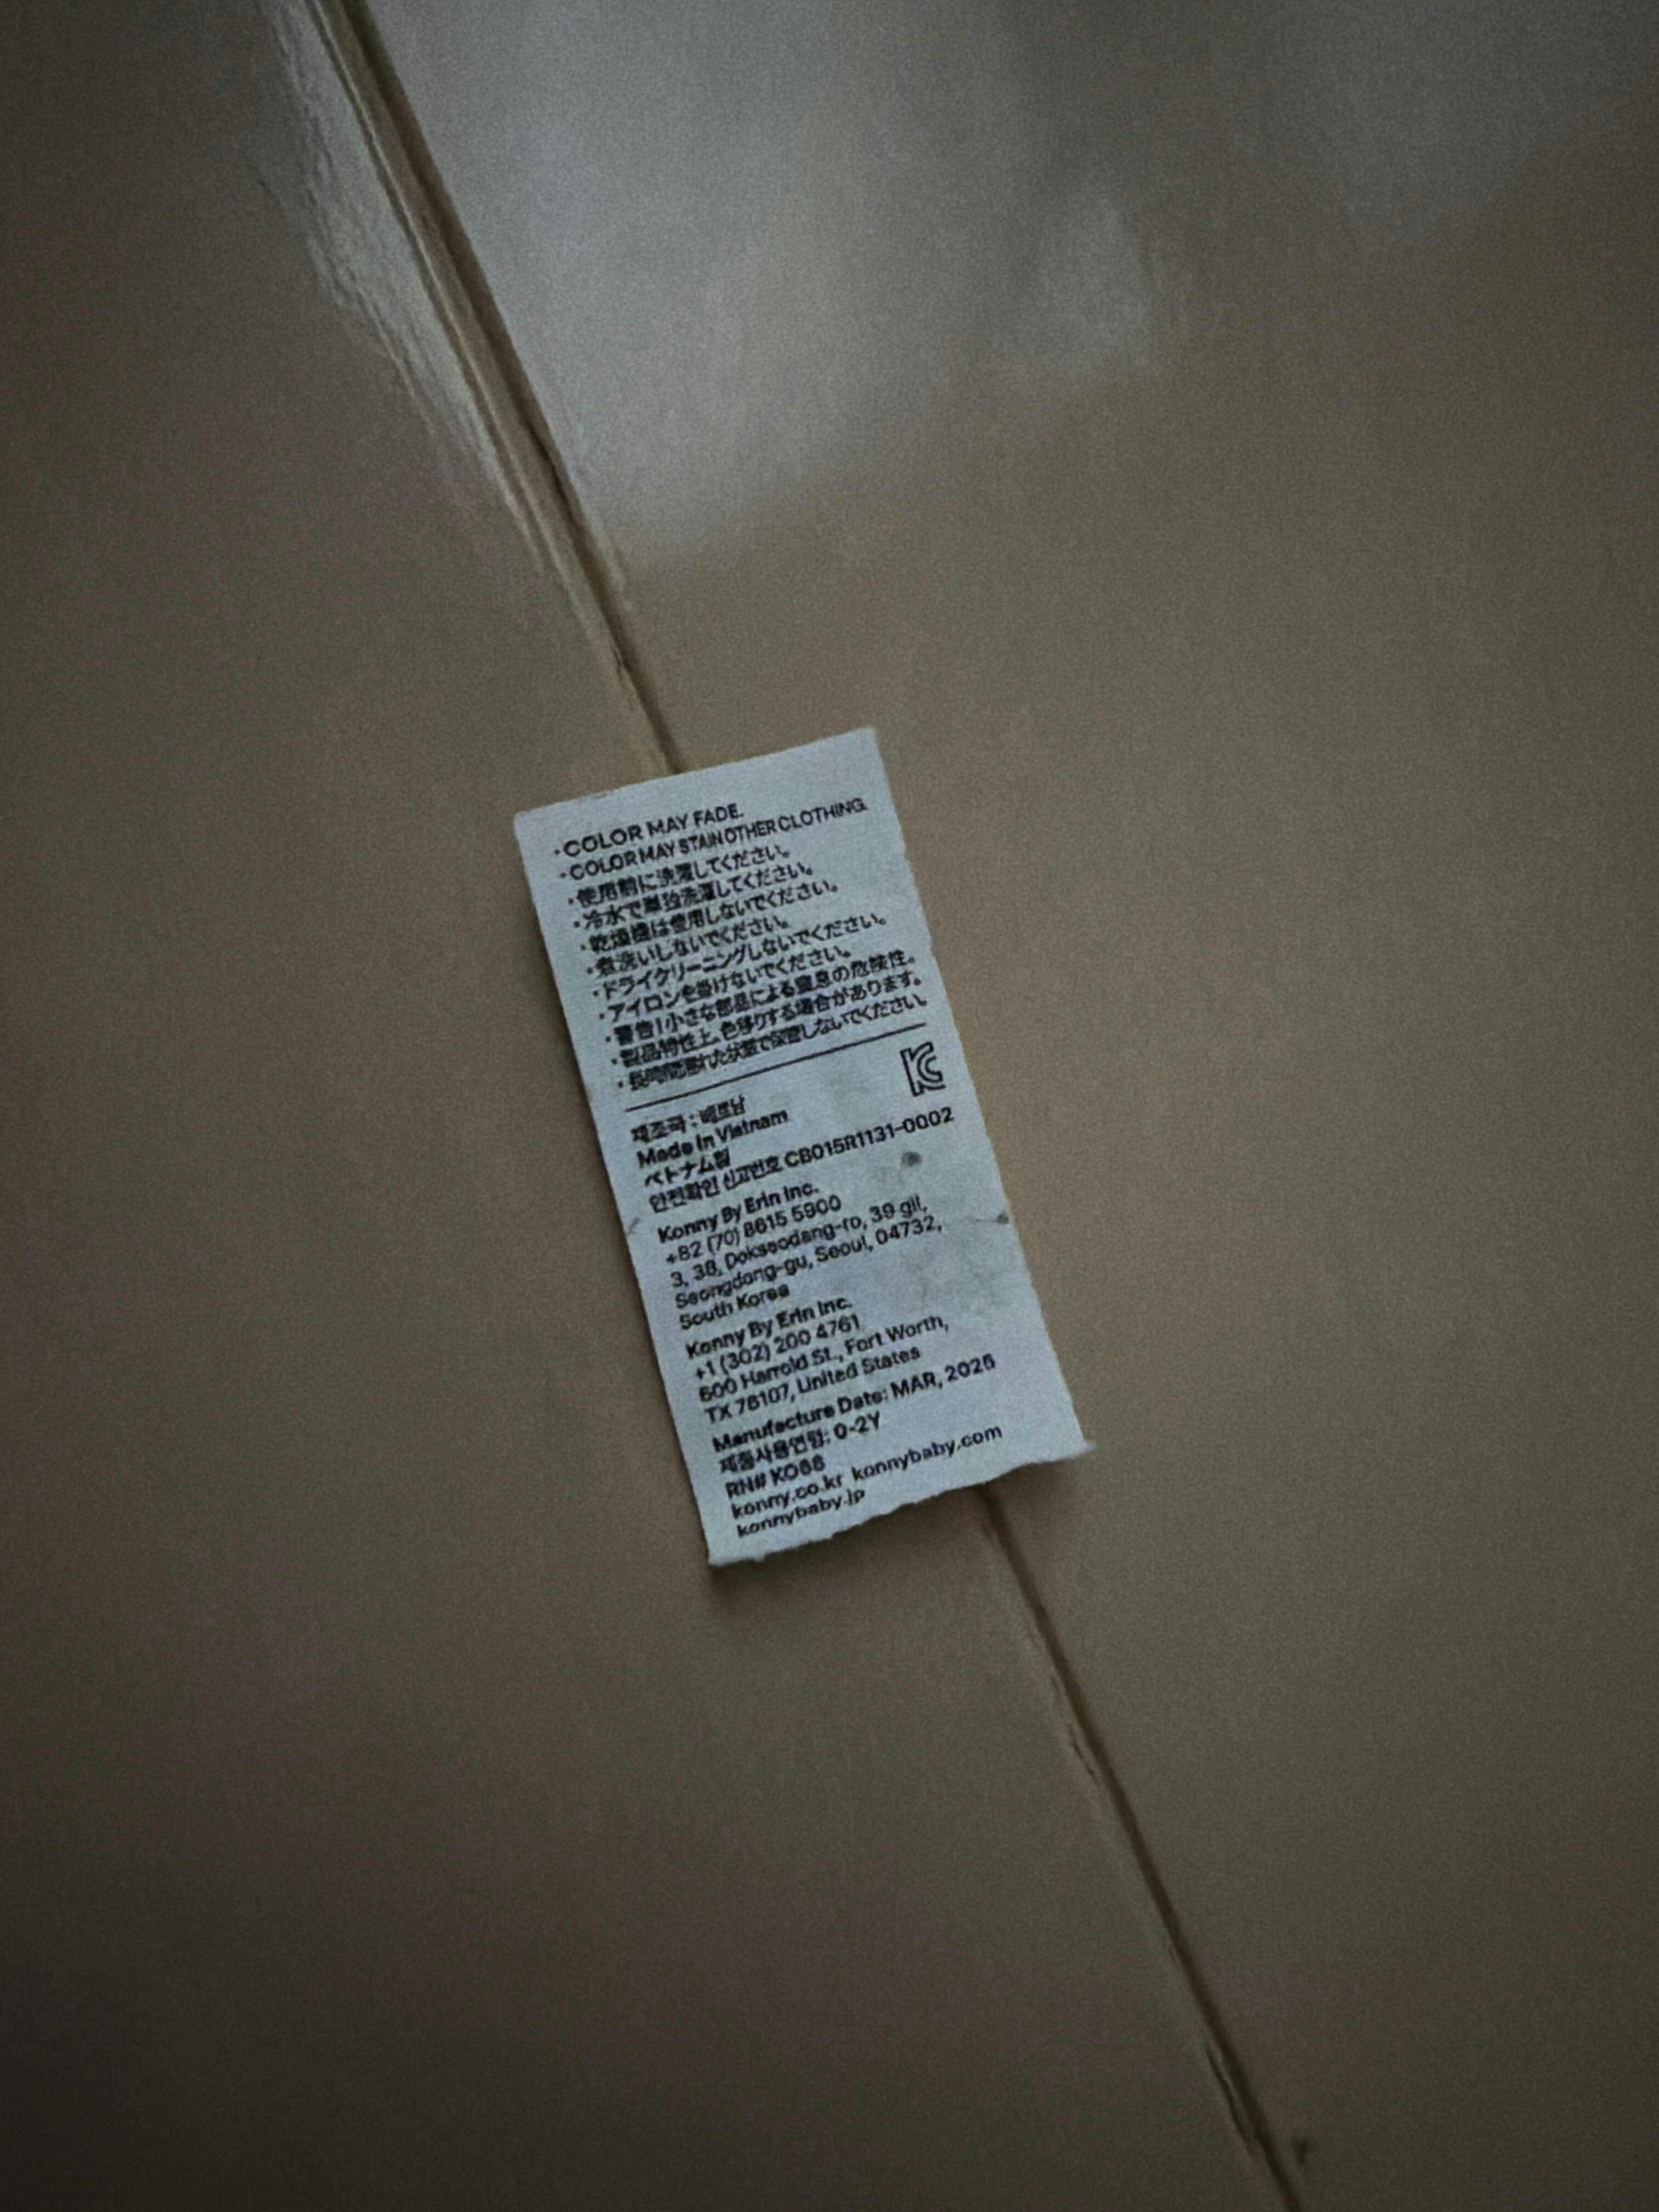 ·COLOR MAY FADE.
·COLOR MAY STAIN OTHER CLOTHING.
·使用前に洗濯してください。
·冷水で単独洗濯してください。
·乾燥機は使用しないでください。
·煮洗いしないでください。
·ドライクリーニングしないでください。
·アイロンを掛けないでください。
·警告!小さな部品による窒息の危険性。
·製品特性上、色移りする場合があります。
·長時間濡れた状態で保管しないでください。
제조국 : 베트남
Made In Vietnam
ベトナム製
안전확인 신고번호 CB015R1131-0002
Konny By Erin Inc.
+82 (70) 8615 5900
3, 38, Dokseodang-ro, 39 gil,
Seongdong-gu, Seoul, 04732,
South Korea
Konny By Erin Inc.
+1 (302) 200 4761
600 Harrold St., Fort Worth,
TX 76107, United States
Manufacture Date: MAR, 2025
제품사용연령: 0-2Y
RN# KO68
konny.co.kr konnybaby.com
konnybaby.jp